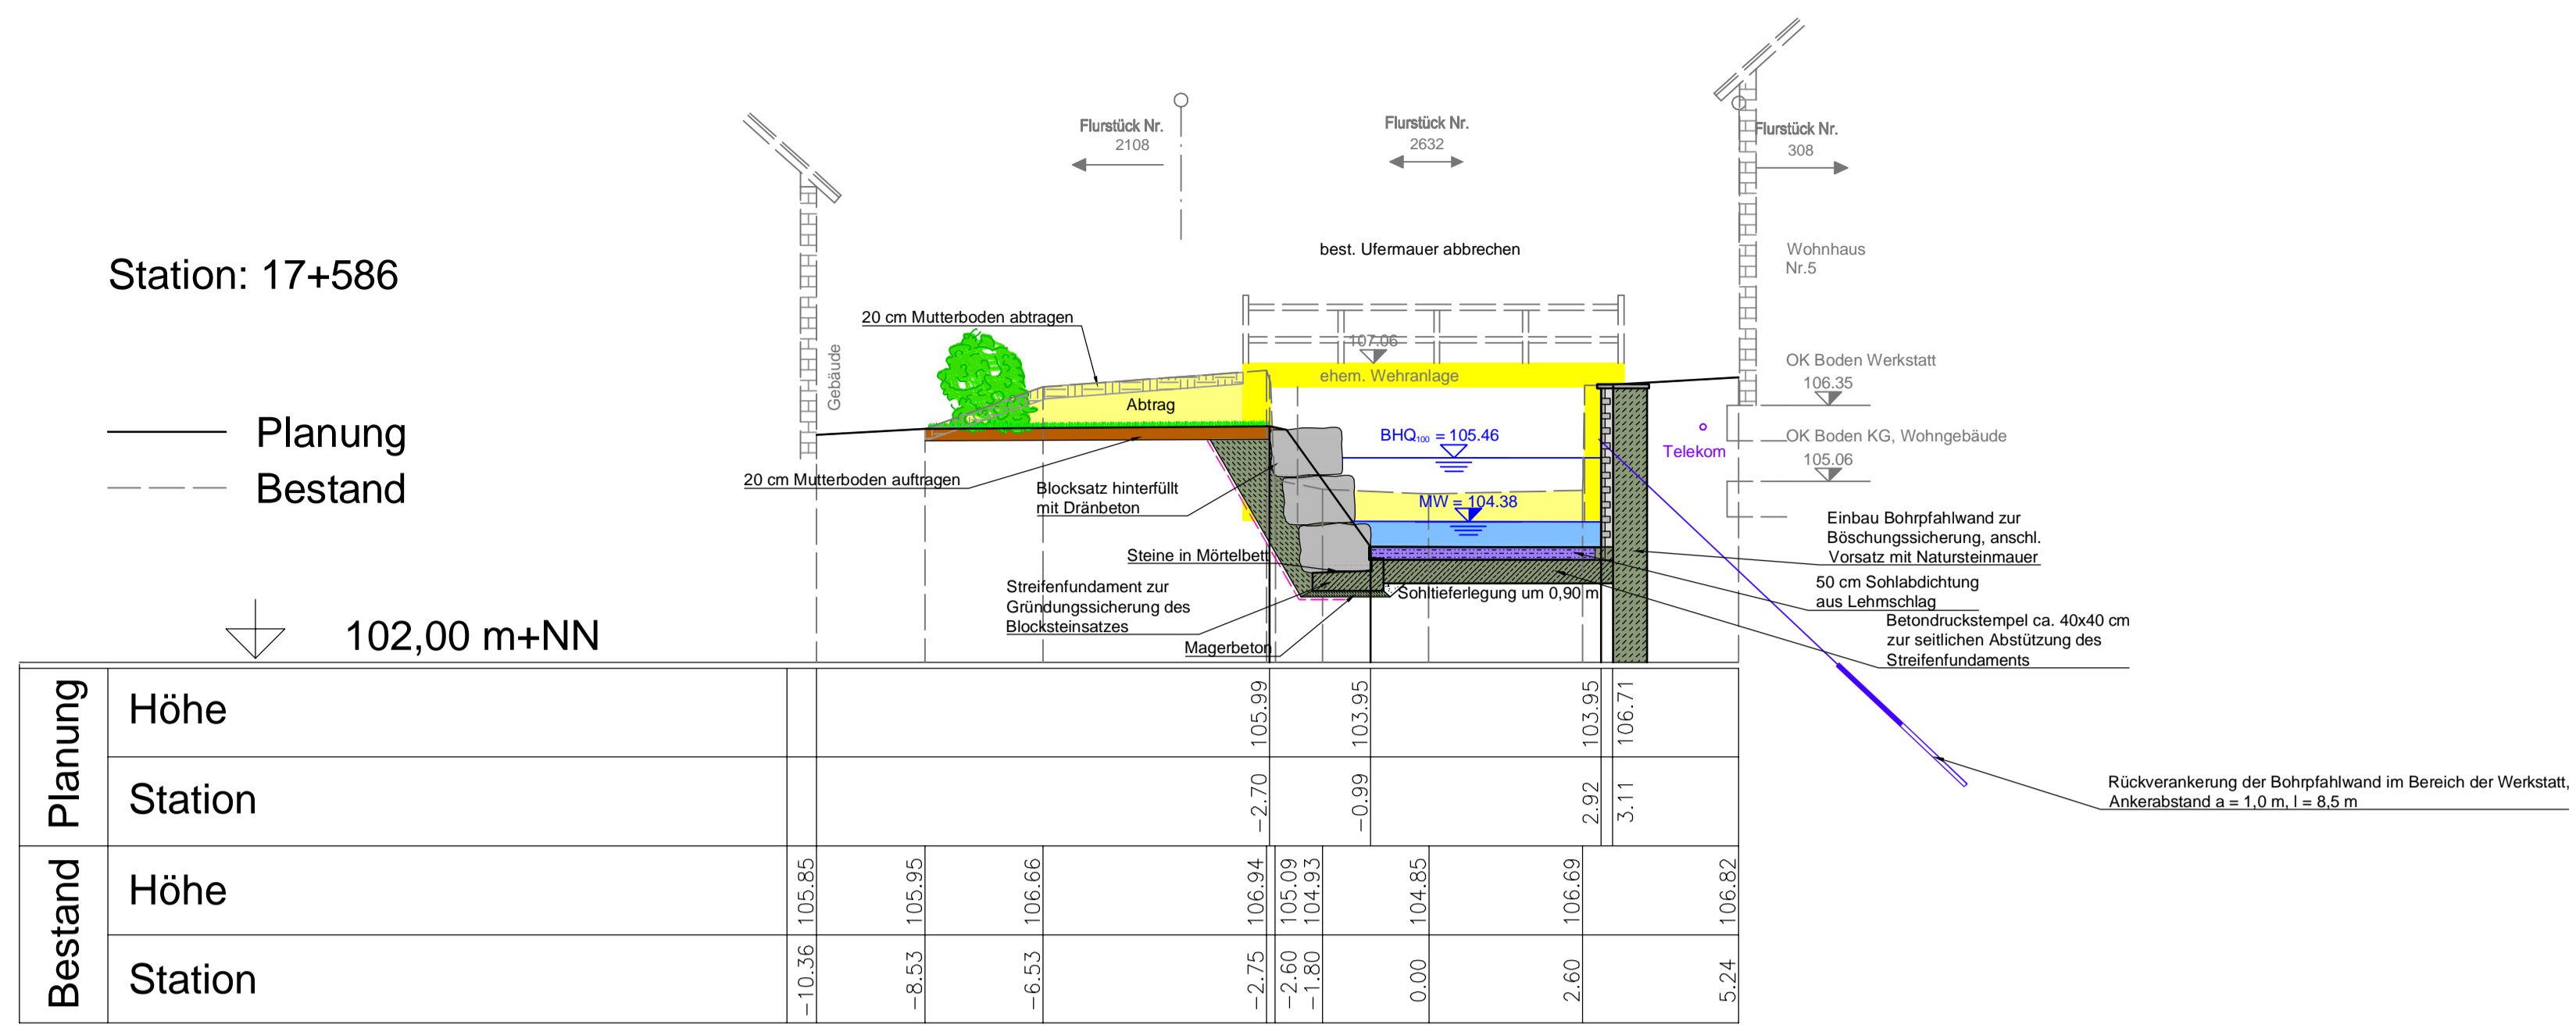 Flurstück Nr.
2108
Flurstück Nr.
2632
Flurstück Nr.
308
Station: 17+586
best. Ufermauer abbrechen
Wohnhaus
Nr.5
20 cm Mutterboden abtragen
Gebäude
107.06
ehem. Wehranlage
OK Boden Werkstatt
106.35
Abtrag
Planung
BHQ100 = 105.46
OK Boden KG, Wohngebäude
105.06
Telekom
Bestand
20 cm Mutterboden auftragen
Blocksatz hinterfüllt
mit Dränbeton
MW = 104.38
Einbau Bohrpfahlwand zur
Böschungssicherung, anschl.
Vorsatz mit Natursteinmauer
Steine in Mörtelbett
50 cm Sohlabdichtung
aus Lehmschlag
Streifenfundament zur
Gründungssicherung des
Blocksteinsatzes
Sohltieferlegung um 0,90 m
Betondruckstempel ca. 40x40 cm
zur seitlichen Abstützung des
Streifenfundaments
102,00 m+NN
Magerbeton
Rückverankerung der Bohrpfahlwand im Bereich der Werkstatt,
Ankerabstand a = 1,0 m, l = 8,5 m
Planung
Höhe
105.99
103.95
103.95
106.71
Station
-2.70
-0.99
2.92
3.11
Bestand
Höhe
105.85
105.95
106.66
106.94
105.09
104.93
104.85
106.69
106.82
Station
-10.36
-8.53
-6.53
-2.75
-2.60
-1.80
0.00
2.60
5.24